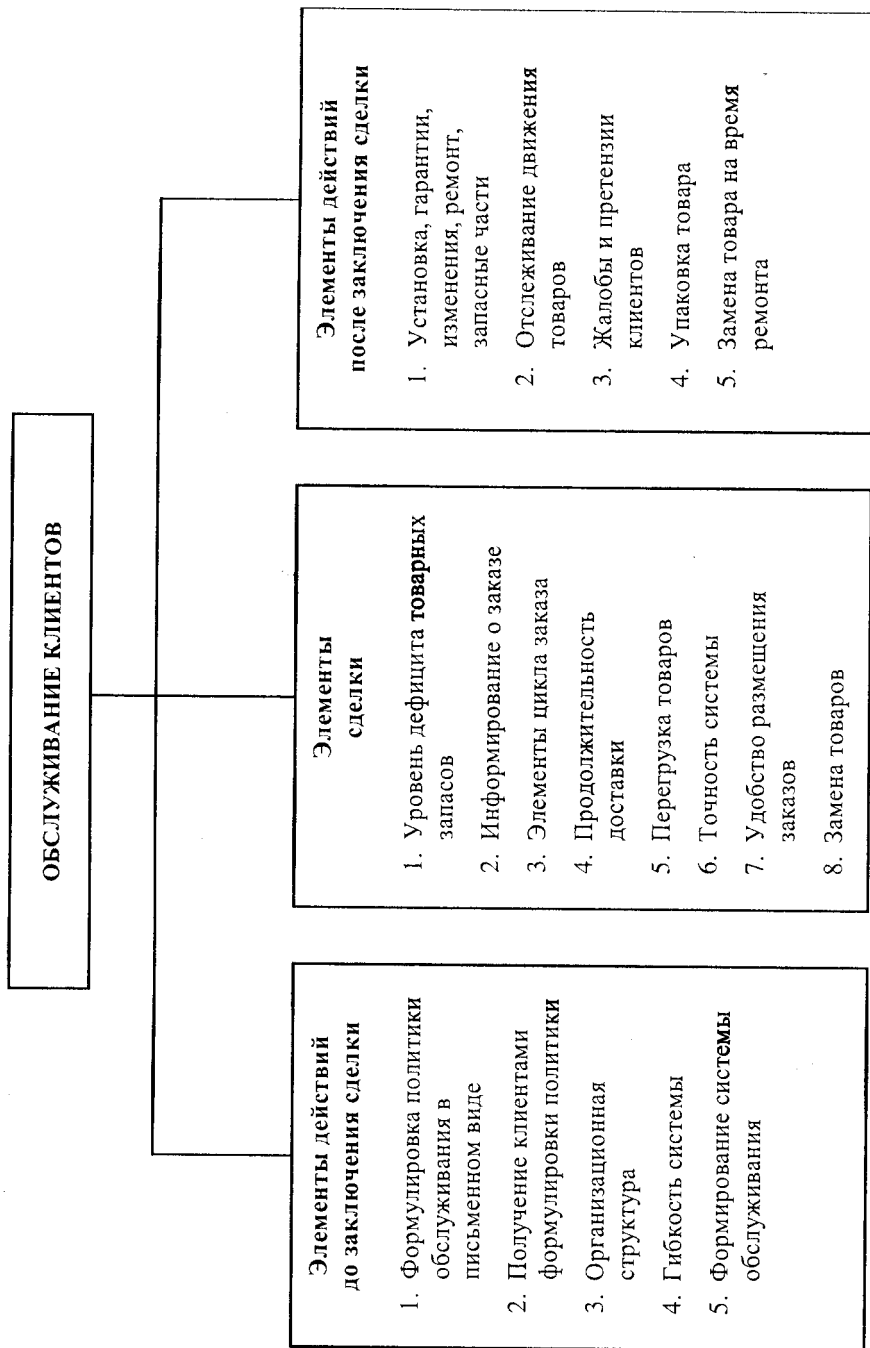 ОБСЛУЖИВАНИЕ КЛИЕНТОВ
Элементы действий
до заключения сделки
1. Формулировка политики
обслуживания в
письменном виде
2. Получение клиентами
формулировки политики
3. Организационная
структура
4. Гибкость системы
5. Формирование системы
обслуживания
Элементы
сделки
1. Уровень дефицита товарных
запасов
2. Информирование о заказе
3. Элементы цикла заказа
4. Продолжительность
доставки
5. Перегрузка товаров
6. Точность системы
7. Удобство размещения
заказов
8. Замена товаров
Элементы действий
после заключения сделки
1. Установка, гарантии,
изменения, ремонт,
запасные части
2. Отслеживание движения
товаров
3. Жалобы и претензии
клиентов
4. Упаковка товара
5. Замена товара на время
ремонта